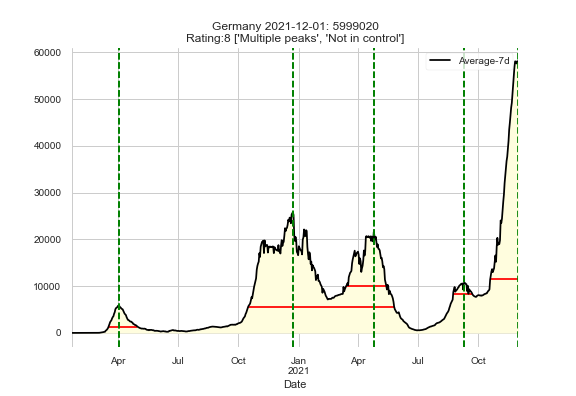 Germany 2021-12-01: 5999020
Rating:8 ['Multiple peaks', 'Not in control']
60000
Average-7d
50000
40000
30000
20000
10000
0
Apr Jul Oct Jan Apr Jul Oct
2021
Date